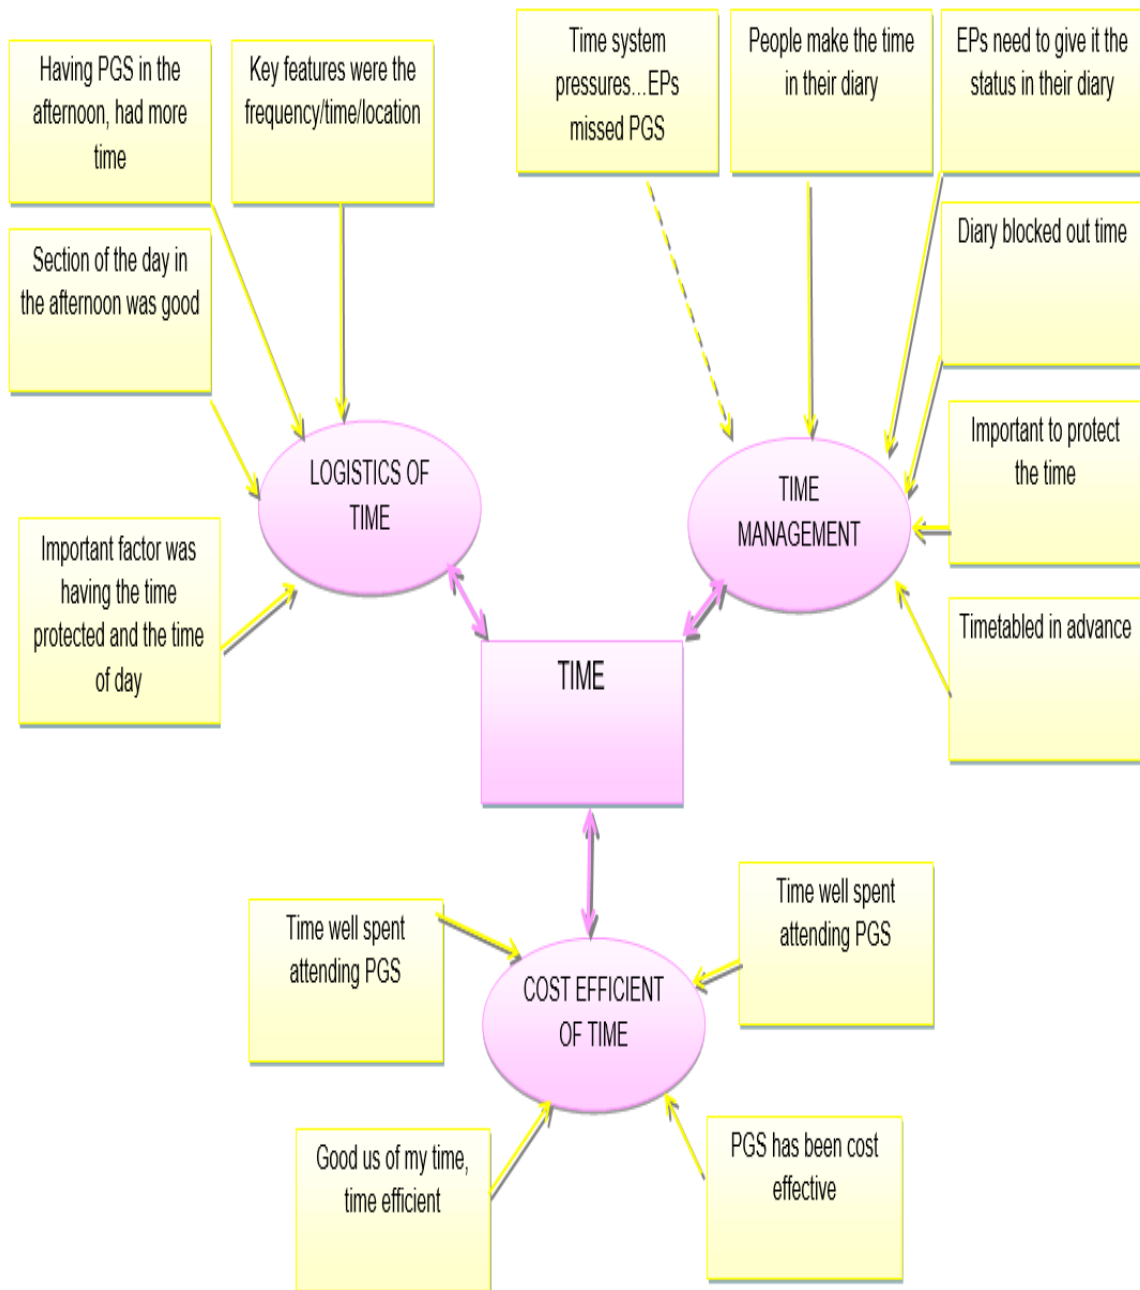 Having PGS in the
afternoon, had more
time
Key features were the
frequency/time/location
Time system
pressures…EPs
missed PGS
People make the time
in their diary
EPs need to give it the
status in their diary
Section of the day in
the afternoon was good
Diary blocked out time
Important to protect
the time
LOGISTICS OF
TIME
TIME
MANAGEMENT
Important factor was
having the time
protected and the time
of day
Timetabled in advance
TIME
Time well spent
attending PGS
Time well spent
attending PGS
COST EFFICIENT
OF TIME
Good us of my time,
time efficient
PGS has been cost
effective